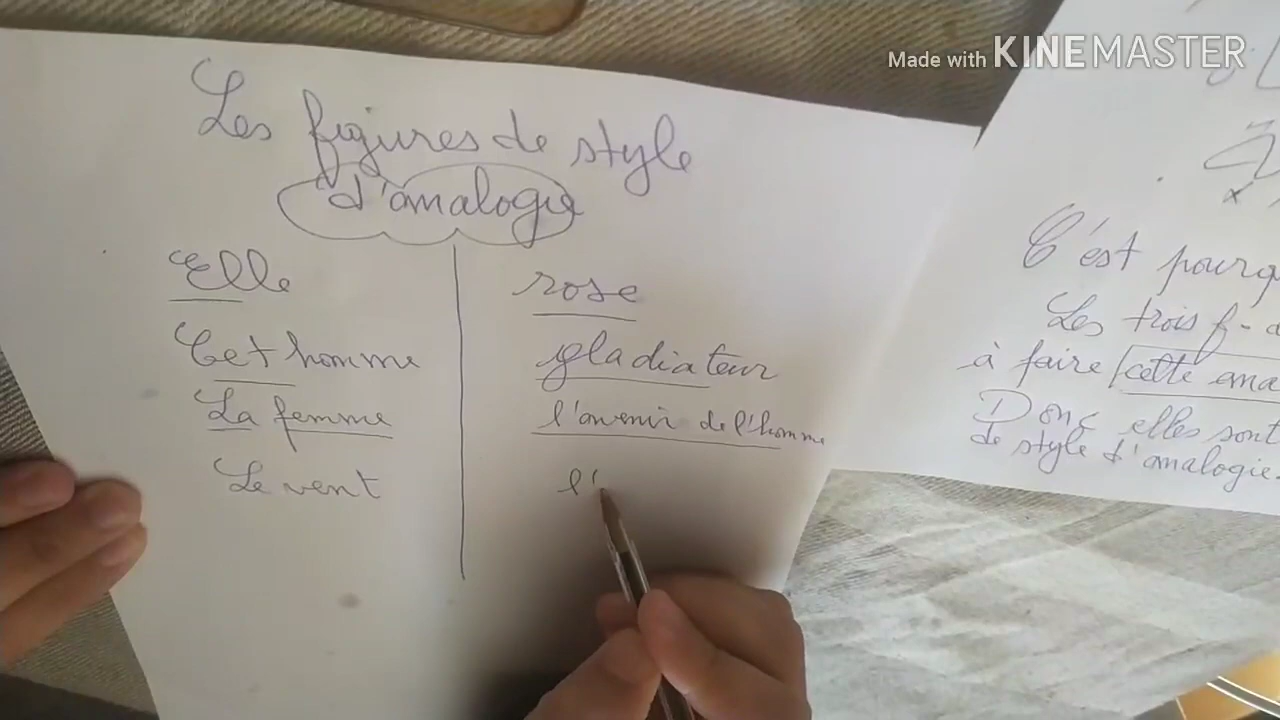 Made with KINEMASTER
Les figures de style
d'analogie
Elle rose
Cet homme gladiateur
La femme l'avenir de l'homme
Le vent l'
C'est pourq
Les trois f-
à faire cette ana
Donc elles sont
de style d'analogie.